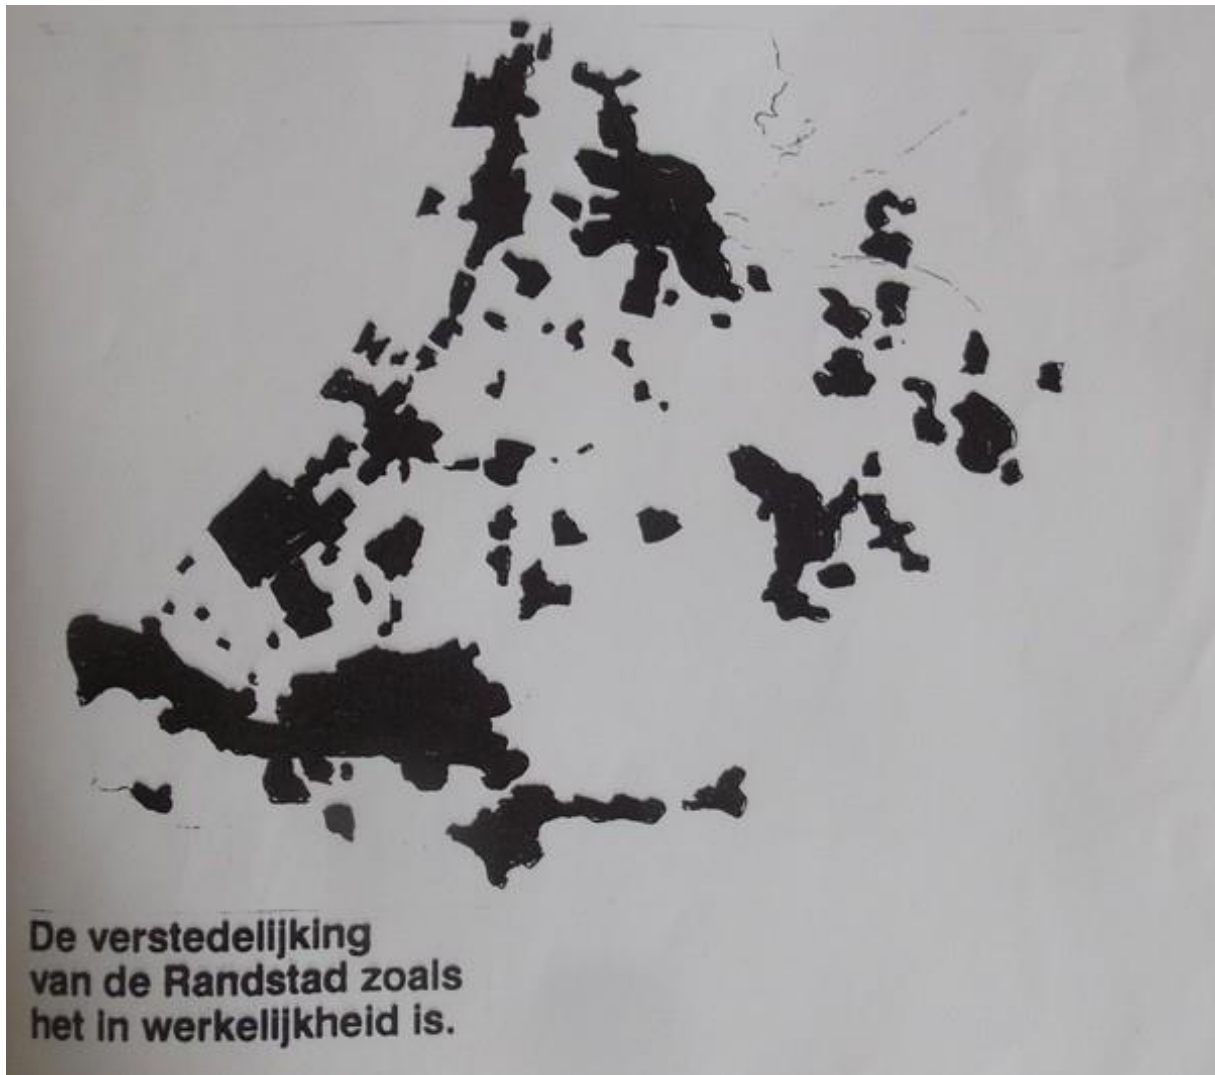 De verstedelijking
van de Randstad zoals
het in werkelijkheid is.